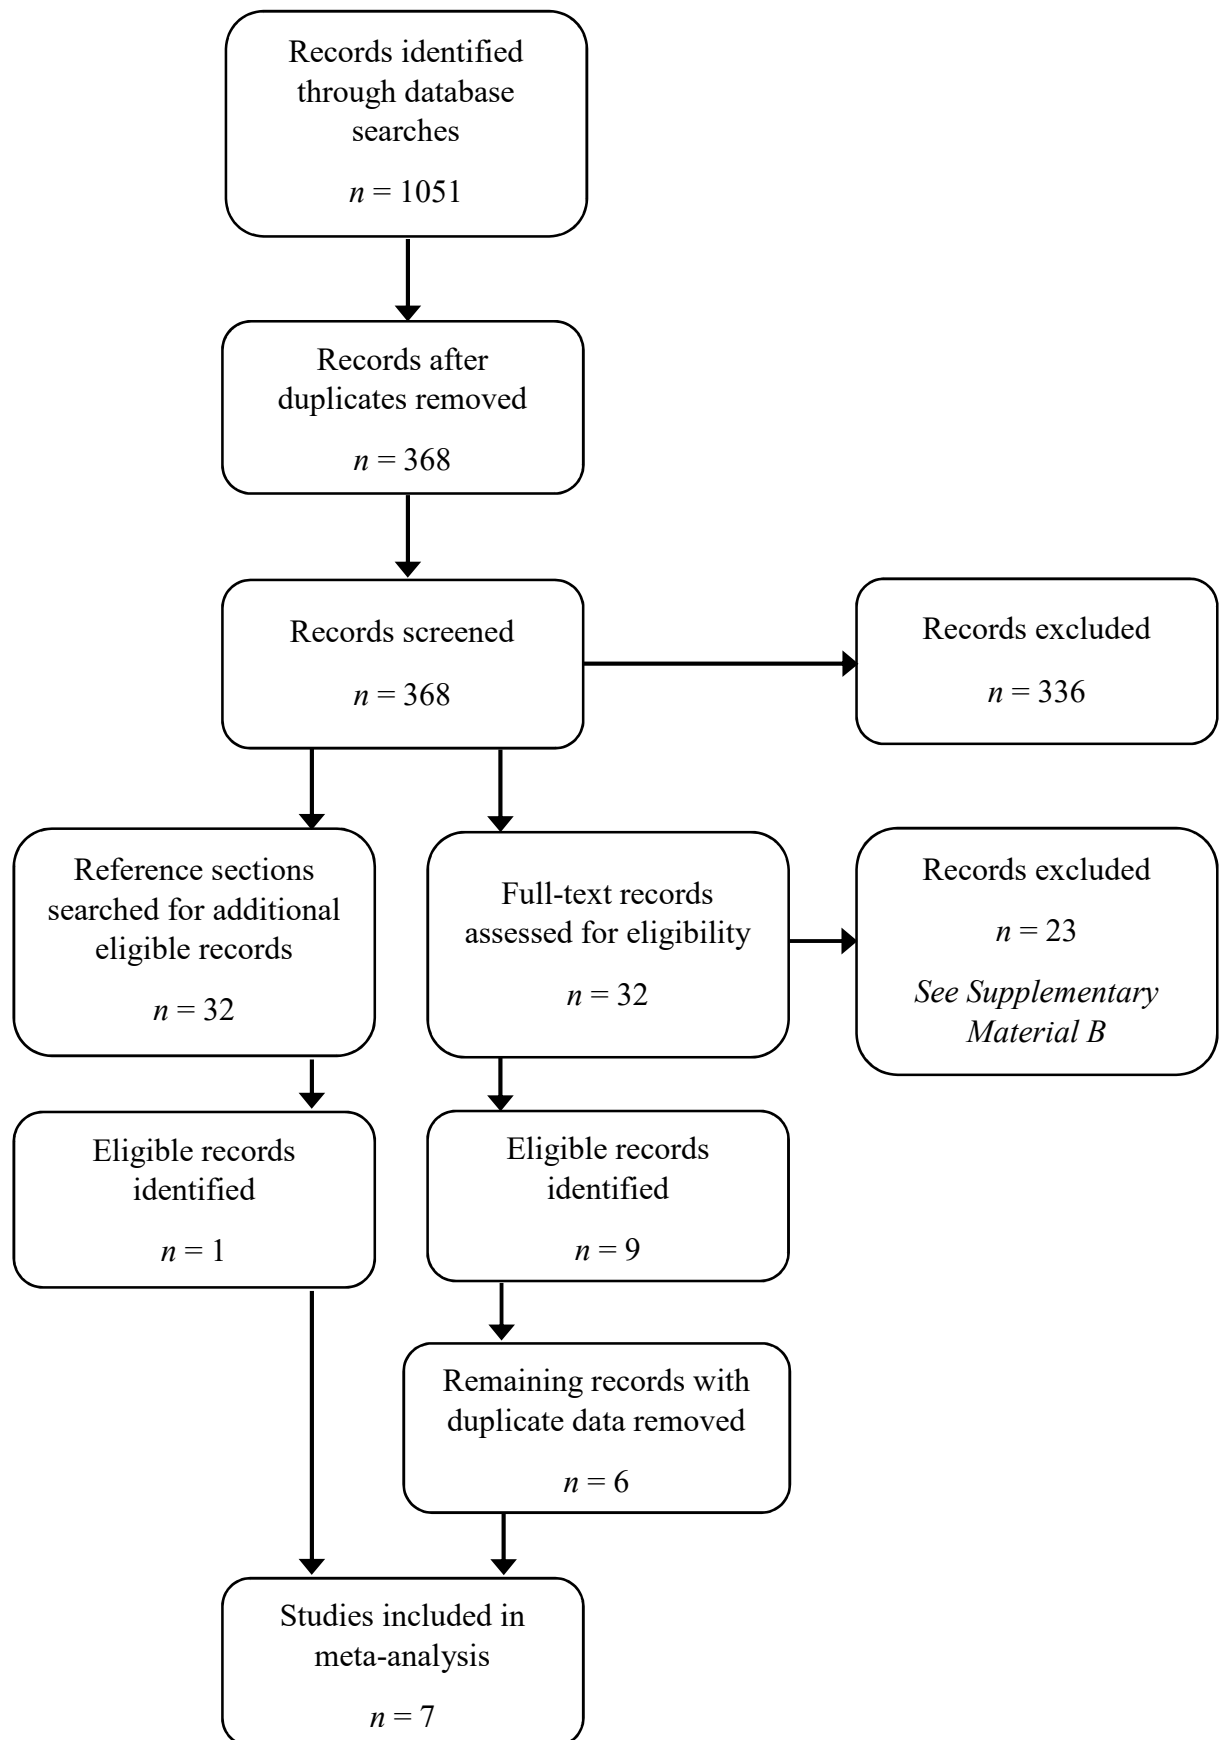 Records identified
through database
searches
n = 1051
Records after
duplicates removed
n = 368
Records screened
n = 368
Records excluded
n = 336
Reference sections
searched for additional
eligible records
n = 32
Full-text records
assessed for eligibility
n = 32
Records excluded
n = 23
See Supplementary
Material B
Eligible records
identified
n = 1
Eligible records
identified
n = 9
Remaining records with
duplicate data removed
n = 6
Studies included in
meta-analysis
n = 7